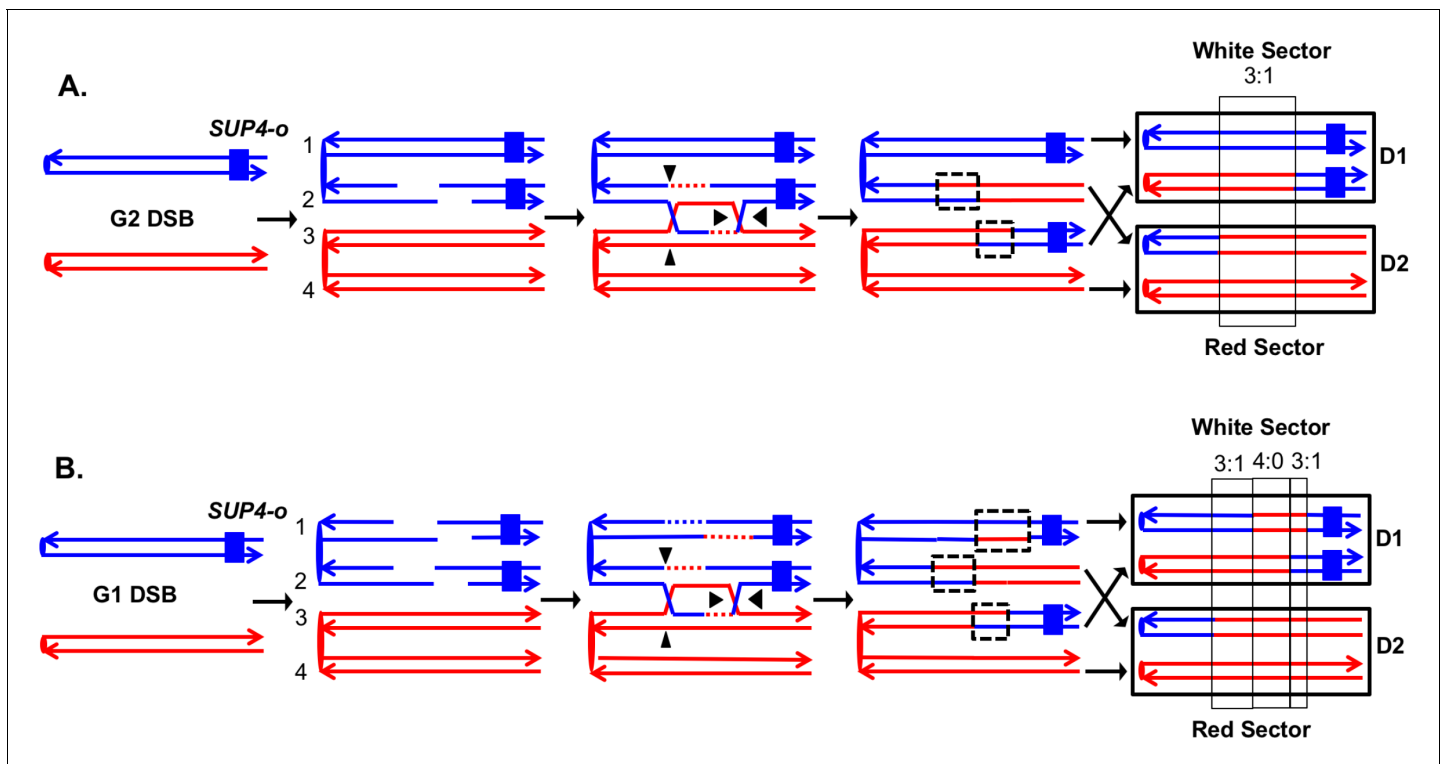 A.
White Sector
3:1
SUP4-o
1
2
G2 DSB
3
4
D1
D2
Red Sector
B.
White Sector
3:1 4:0 3:1
SUP4-o
1
2
G1 DSB
3
4
D1
D2
Red Sector